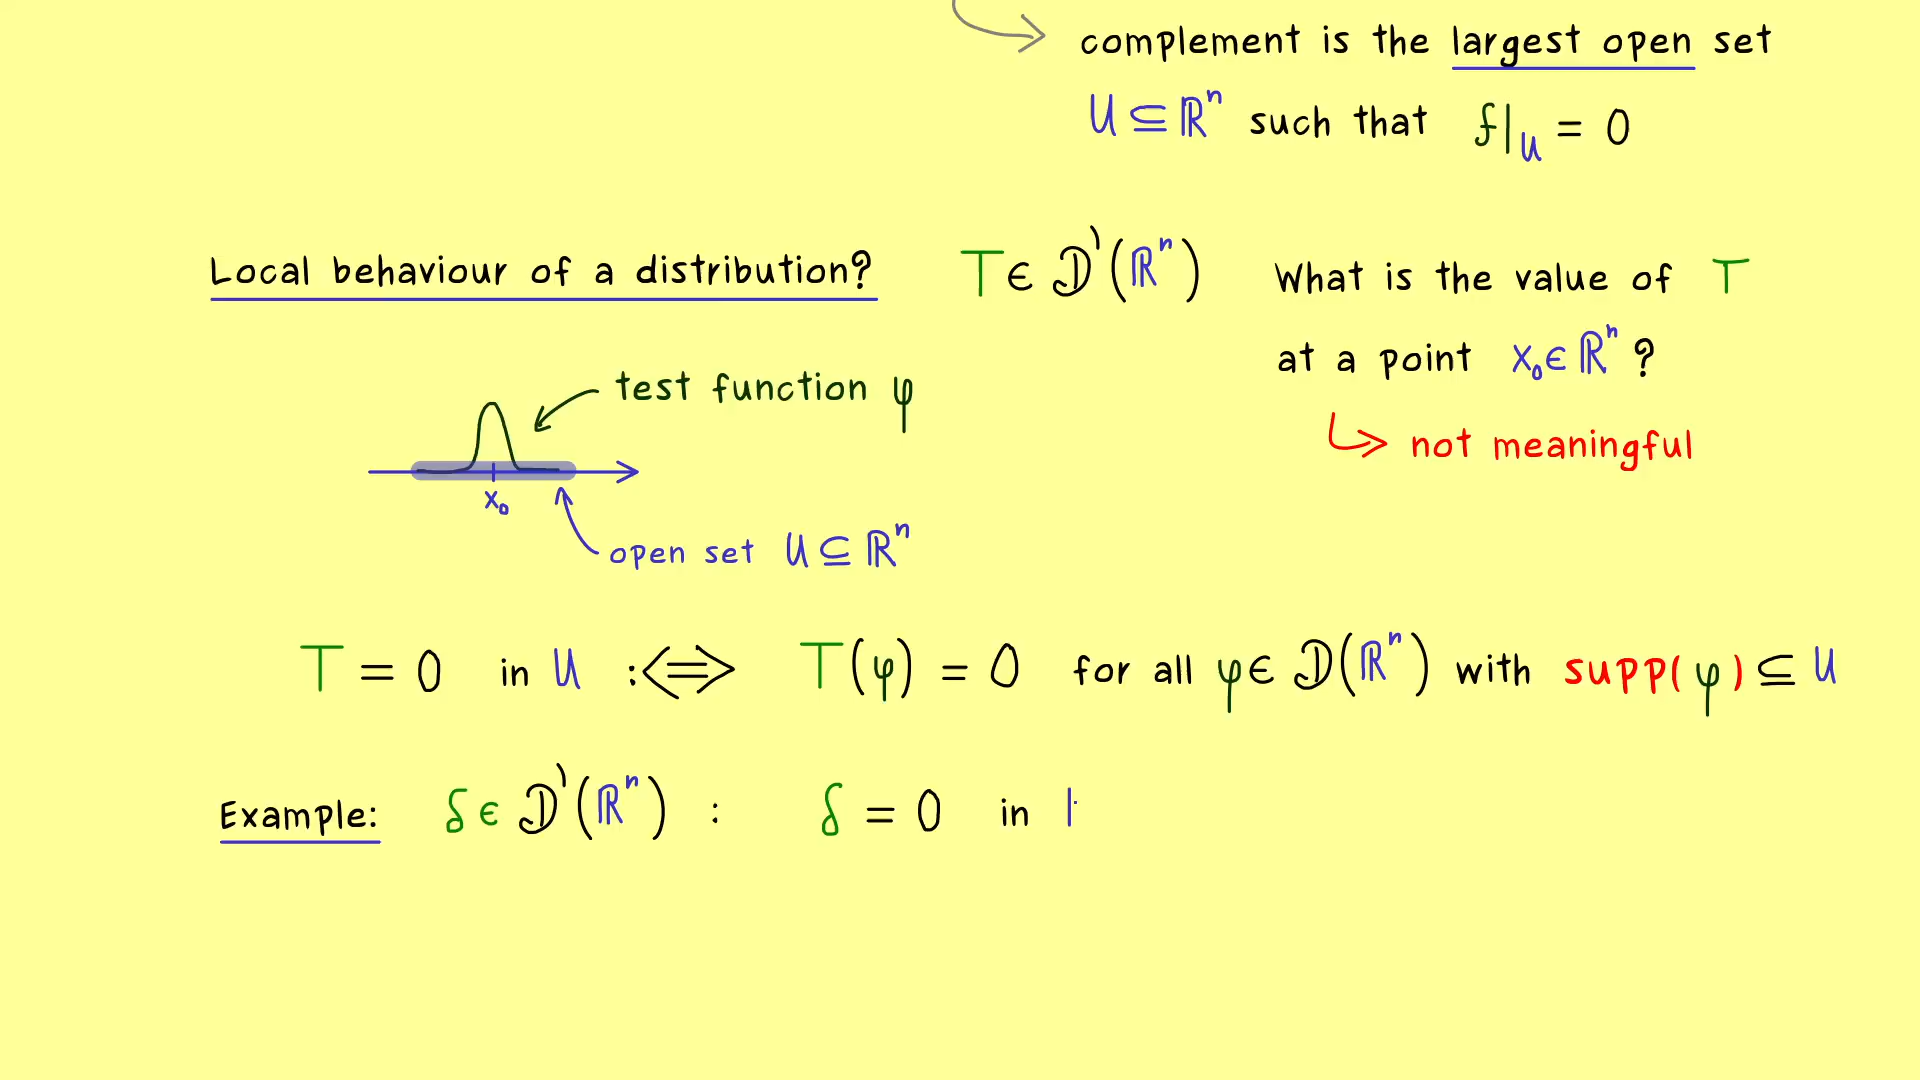 complement is the largest open set
U ⊆ ℝⁿ such that f|_U = 0
Local behaviour of a distribution? T ∈ 𝒟'(ℝⁿ) What is the value of T
at a point x₀ ∈ ℝⁿ ?
test function φ
not meaningful
x₀
open set U ⊆ ℝⁿ
T = 0 in U :⇔ T(φ) = 0 for all φ ∈ 𝒟(ℝⁿ) with supp(φ) ⊆ U
Example: δ ∈ 𝒟'(ℝⁿ) : δ = 0 in